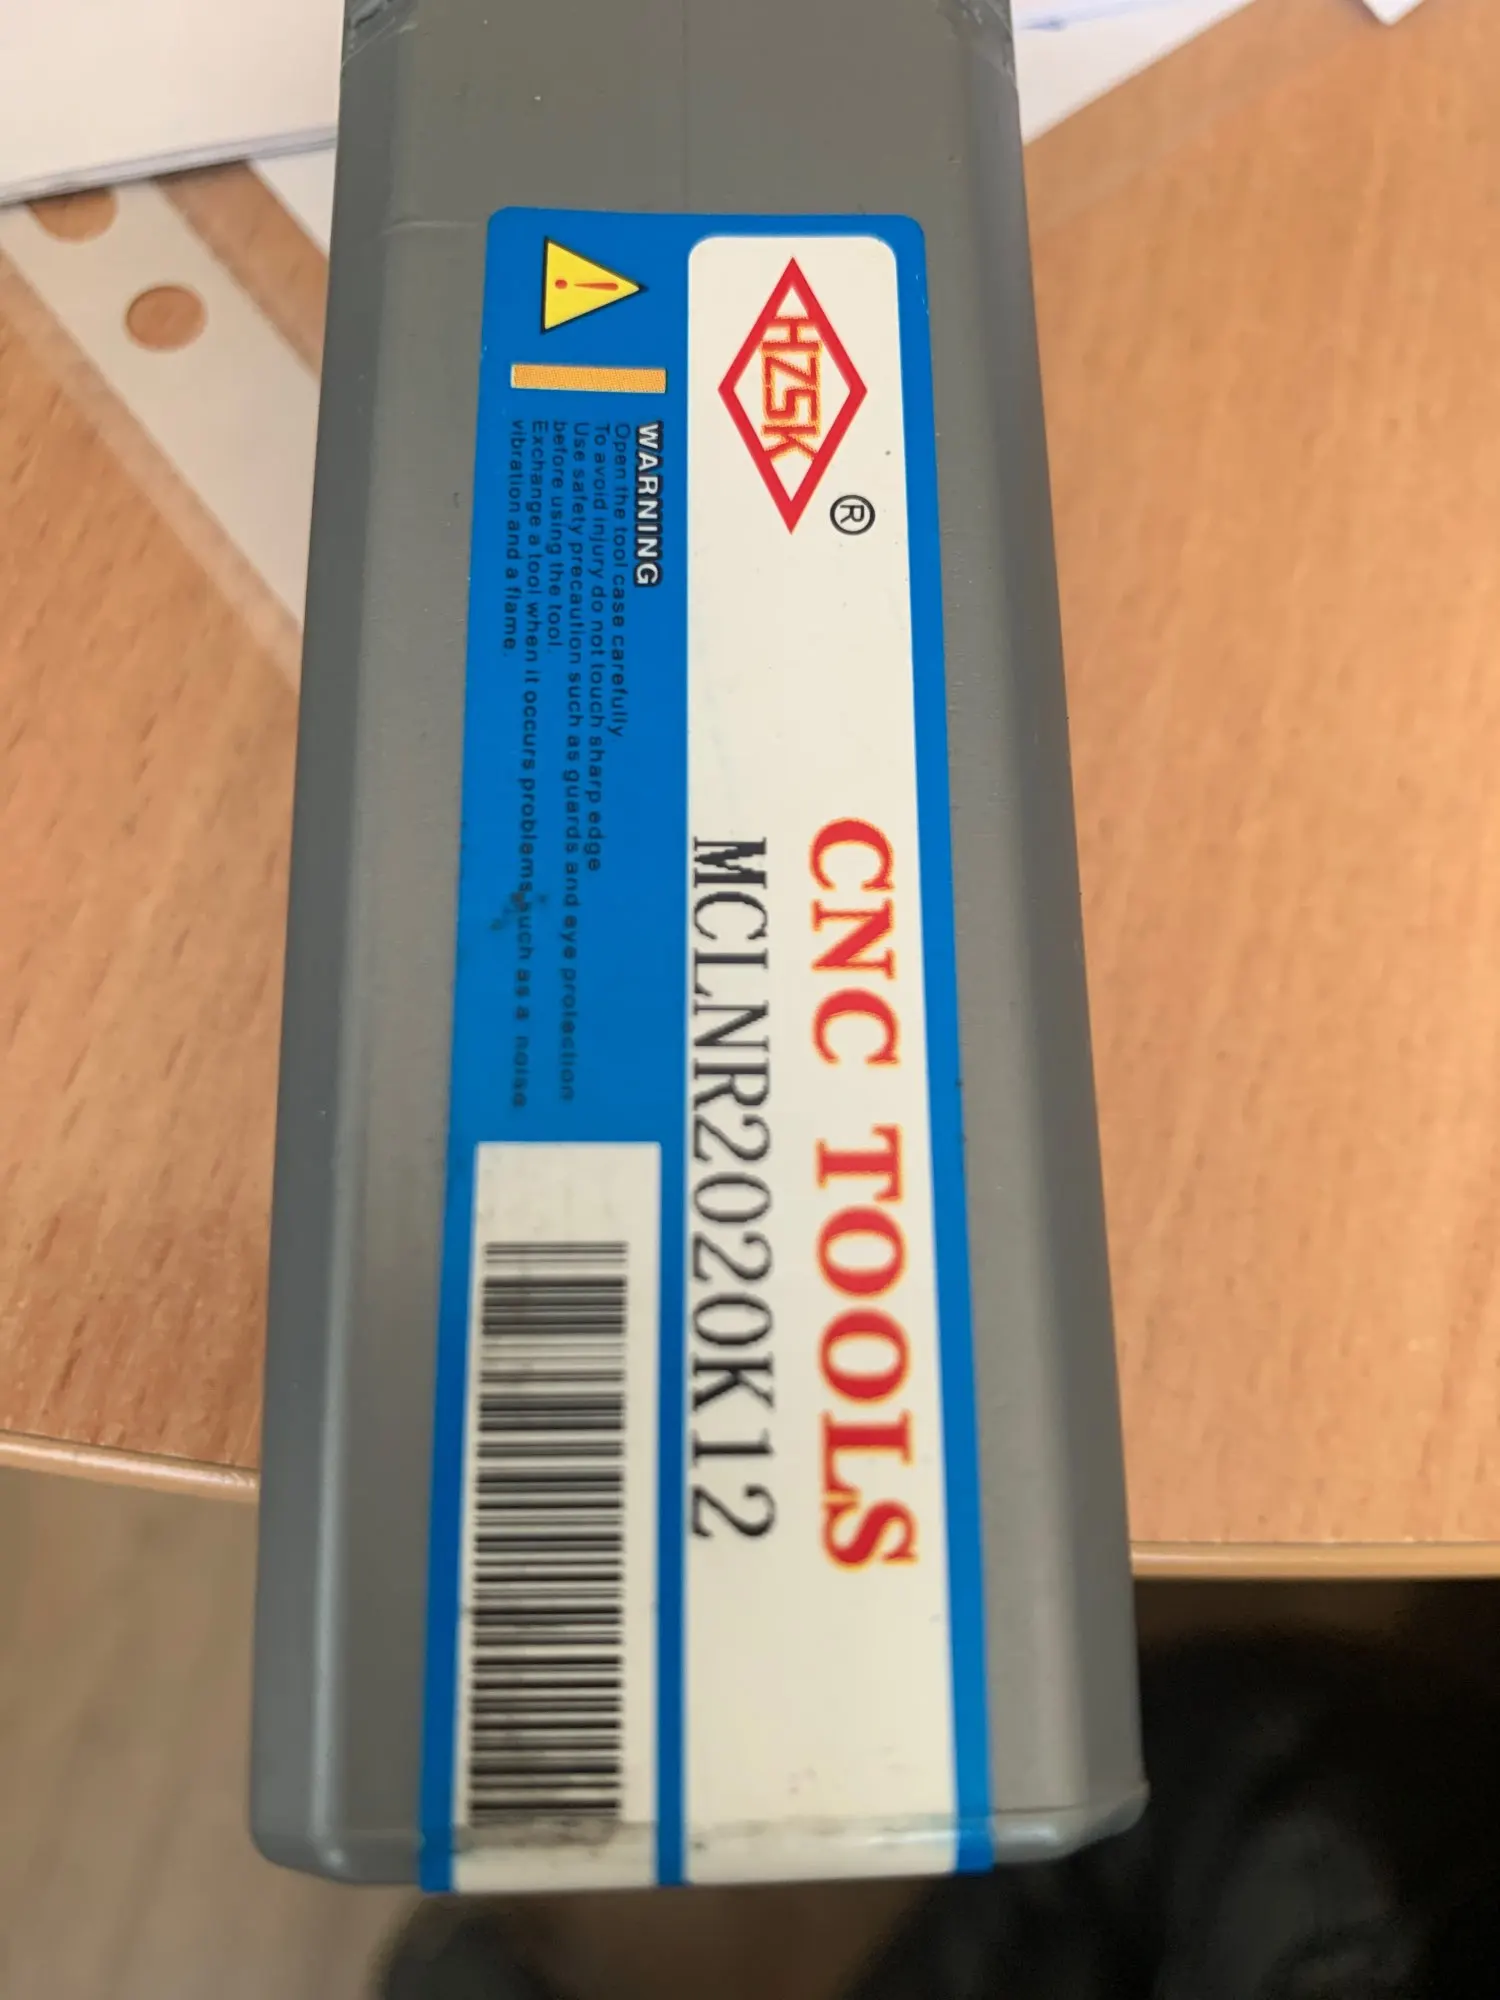 HZSK
®
CNC TOOLS
MCLNR2020K12
WARNING
Open the tool case carefully.
To avoid injury do not touch sharp edge
Use safety precaution such as guards and eye protection
before using the tool.
Exchange a tool when it occurs problems such as a noise
vibration and a flame.